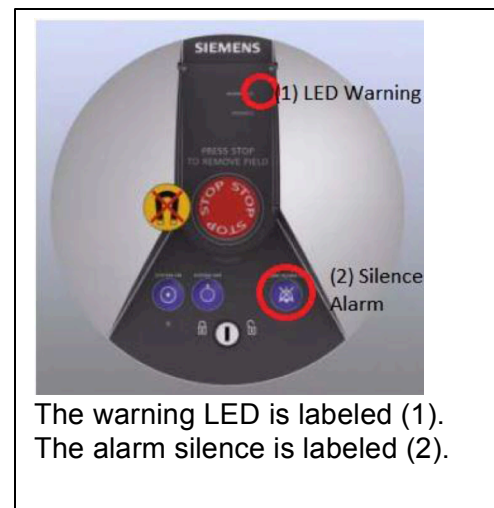 SIEMENS
(1) LED Warning
PRESS STOP
TO REMOVE FIELD
STOP STOP STOP STOP
(2) Silence
Alarm
The warning LED is labeled (1).
The alarm silence is labeled (2).